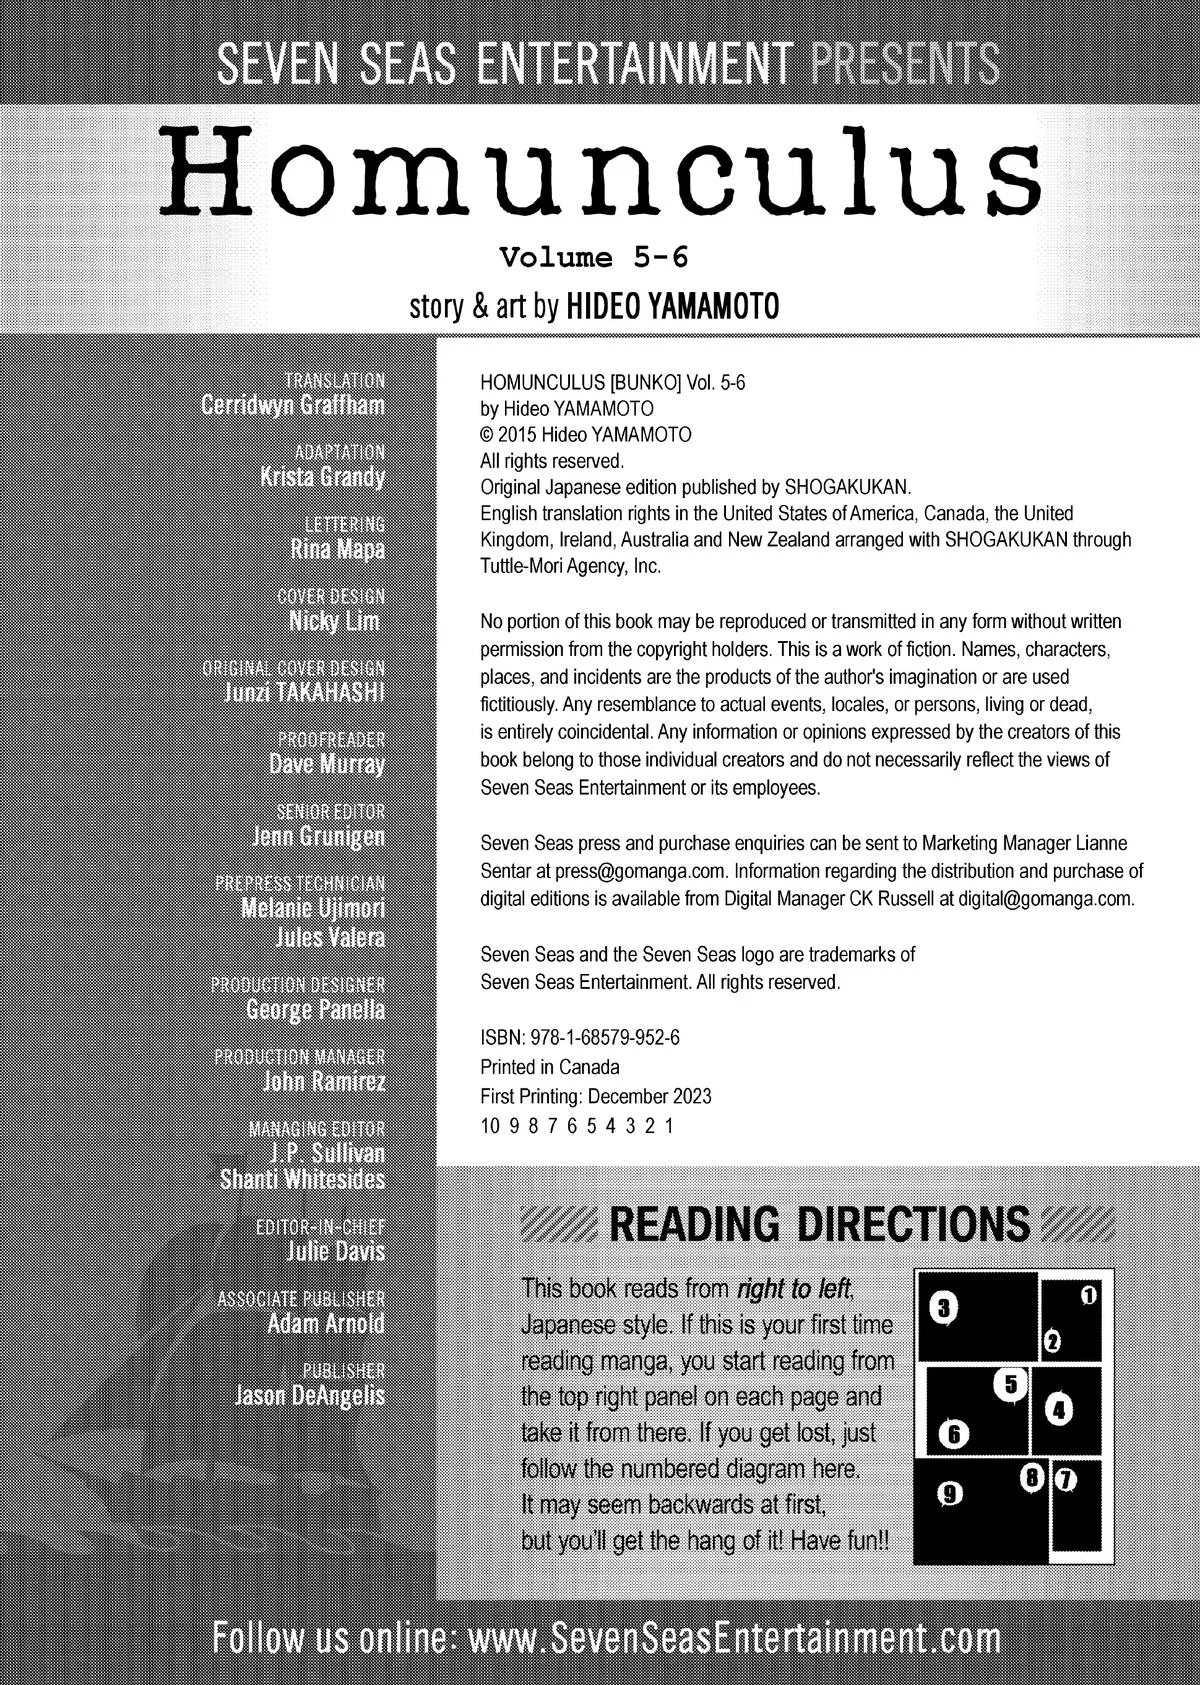 SEVEN SEAS ENTERTAINMENT PRESENTS
Homunculus
Volume 5-6
story & art by HIDEO YAMAMOTO
TRANSLATION
Cerridwyn Graffham
ADAPTATION
Krista Grandy
LETTERING
Rina Mapa
COVER DESIGN
Nicky Lim
ORIGINAL COVER DESIGN
Junzi TAKAHASHI
PROOFREADER
Dave Murray
SENIOR EDITOR
Jenn Grunigen
PREPRESS TECHNICIAN
Melanie Ujimori
Jules Valera
PRODUCTION DESIGNER
George Panella
PRODUCTION MANAGER
John Ramirez
MANAGING EDITOR
J.P. Sullivan
Shanti Whitesides
EDITOR-IN-CHIEF
Julie Davis
ASSOCIATE PUBLISHER
Adam Arnold
PUBLISHER
Jason DeAngelis
HOMUNCULUS [BUNKO] Vol. 5-6
by Hideo YAMAMOTO
© 2015 Hideo YAMAMOTO
All rights reserved.
Original Japanese edition published by SHOGAKUKAN.
English translation rights in the United States of America, Canada, the United
Kingdom, Ireland, Australia and New Zealand arranged with SHOGAKUKAN through
Tuttle-Mori Agency, Inc.
No portion of this book may be reproduced or transmitted in any form without written
permission from the copyright holders. This is a work of fiction. Names, characters,
places, and incidents are the products of the author's imagination or are used
fictitiously. Any resemblance to actual events, locales, or persons, living or dead,
is entirely coincidental. Any information or opinions expressed by the creators of this
book belong to those individual creators and do not necessarily reflect the views of
Seven Seas Entertainment or its employees.
Seven Seas press and purchase enquiries can be sent to Marketing Manager Lianne
Sentar at press@gomanga.com. Information regarding the distribution and purchase of
digital editions is available from Digital Manager CK Russell at digital@gomanga.com.
Seven Seas and the Seven Seas logo are trademarks of
Seven Seas Entertainment. All rights reserved.
ISBN: 978-1-68579-952-6
Printed in Canada
First Printing: December 2023
10 9 8 7 6 5 4 3 2 1
READING DIRECTIONS
This book reads from right to left,
Japanese style. If this is your first time
reading manga, you start reading from
the top right panel on each page and
take it from there. If you get lost, just
follow the numbered diagram here.
It may seem backwards at first,
but you'll get the hang of it! Have fun!!
1
2
3
4
5
6
7
8
9
Follow us online: www.SevenSeasEntertainment.com